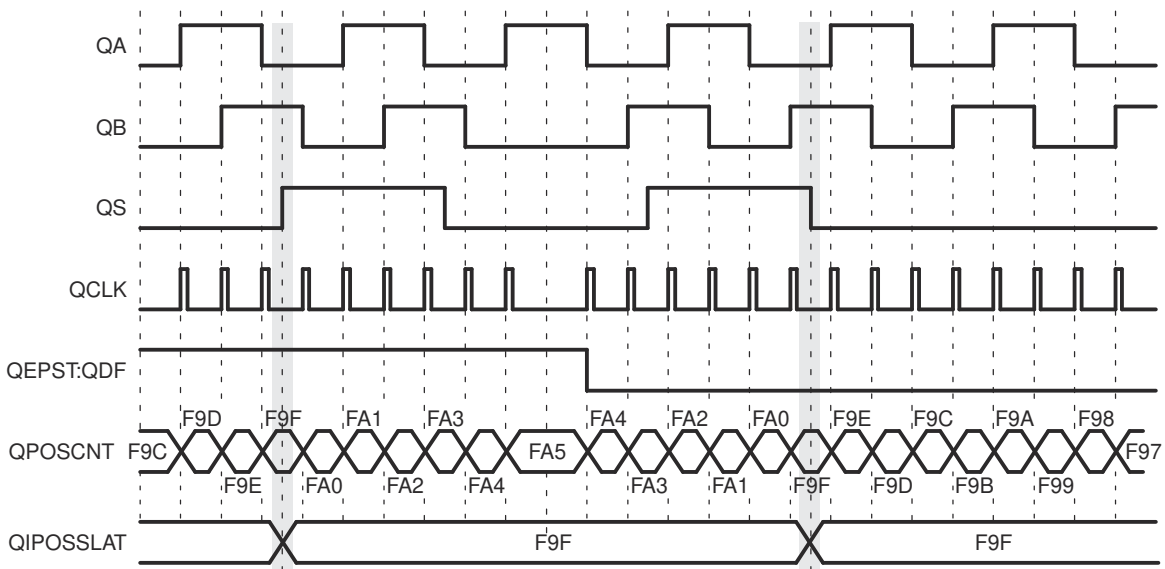 QA
QB
QS
QCLK
QEPST:QDF
F9D F9F FA1 FA3 FA4 FA2 FA0 F9E F9C F9A F98
QPOSCNT F9C FA5 F97
F9E FA0 FA2 FA4 FA3 FA1 F9F F9D F9B F99
QIPOSSLAT F9F F9F